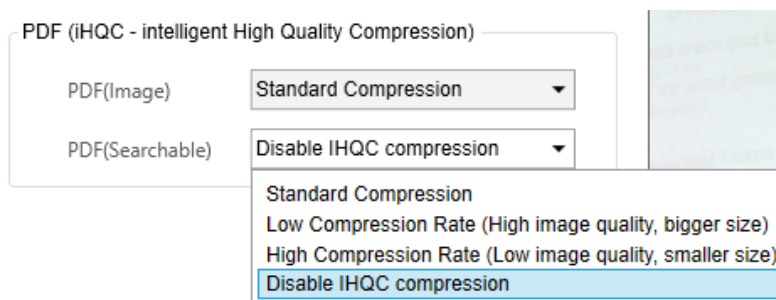 PDF (iHQC - intelligent High Quality Compression)
PDF(Image)
Standard Compression
PDF(Searchable)
Disable IHQC compression
Standard Compression
Low Compression Rate (High image quality, bigger size)
High Compression Rate (Low image quality, smaller size)
Disable IHQC compression